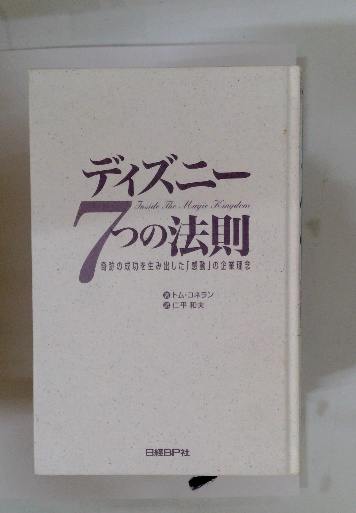 ディズニー
Inside The Magic Kingdom
7つの法則
奇跡の成功を生み出した「感動」の企業理念
著 トム・コネラン
訳 仁平 和夫
日経BP社